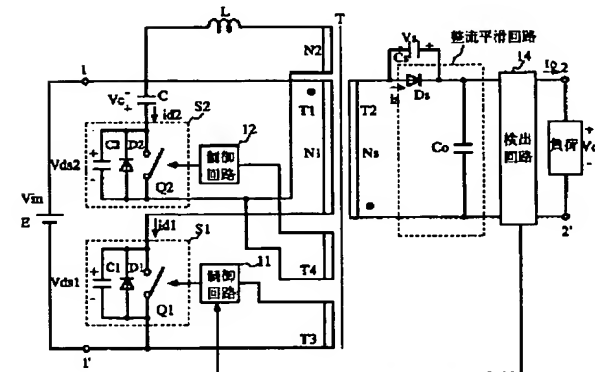 L
T
Vs
整流平滑回路
14
Cs
Io
2
1
N2
C
Vc
id2
S2
T1
T2
is
Ds
12
C2
D2
制御
回路
N1
Ns
Co
検出
回路
負荷
Vo
Vds2
Q2
Vin
E
id1
S1
2'
11
C1
D1
制御
回路
T4
Vds1
Q1
T3
1'